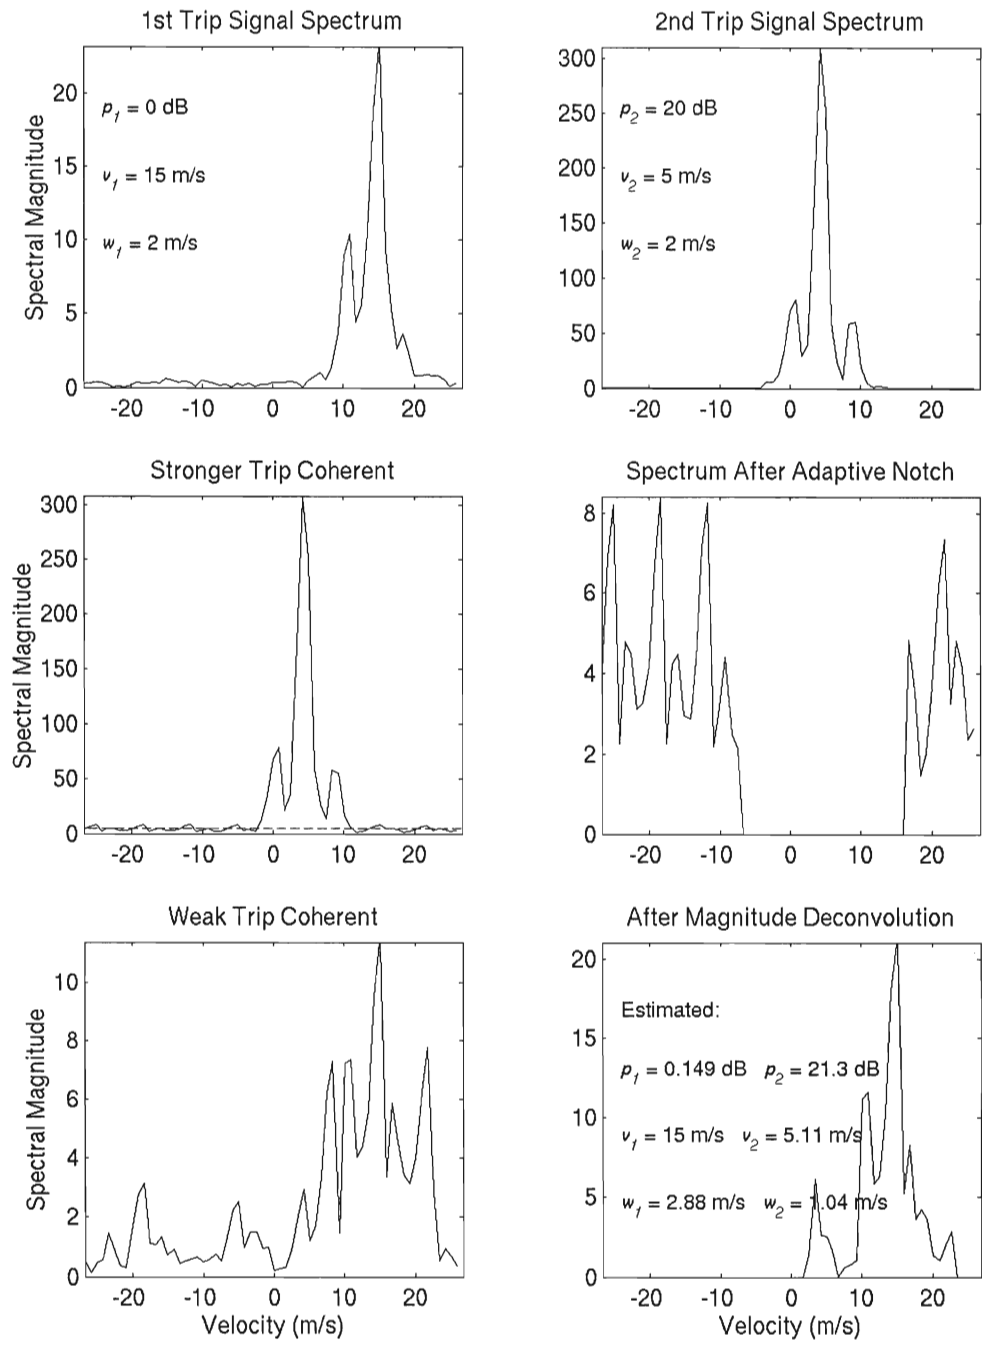 1st Trip Signal Spectrum
Spectral Magnitude
20
15
10
5
0
-20 -10 0 10 20
p1 = 0 dB
v1 = 15 m/s
w1 = 2 m/s
2nd Trip Signal Spectrum
300
250
200
150
100
50
0
-20 -10 0 10 20
p2 = 20 dB
v2 = 5 m/s
w2 = 2 m/s
Stronger Trip Coherent
Spectral Magnitude
300
250
200
150
100
50
0
-20 -10 0 10 20
Spectrum After Adaptive Notch
8
6
4
2
0
-20 -10 0 10 20
Weak Trip Coherent
Spectral Magnitude
10
8
6
4
2
0
-20 -10 0 10 20
Velocity (m/s)
After Magnitude Deconvolution
20
15
10
5
0
-20 -10 0 10 20
Velocity (m/s)
Estimated:
p1 = 0.149 dB p2 = 21.3 dB
v1 = 15 m/s v2 = 5.11 m/s
w1 = 2.88 m/s w2 = 1.04 m/s